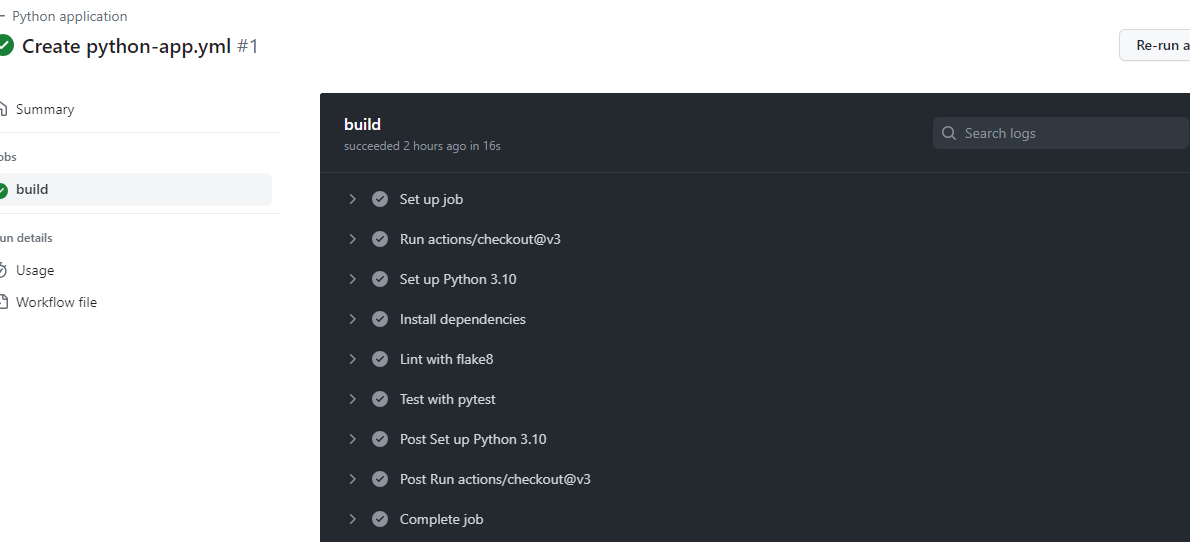 Python application
Create python-app.yml #1
Re-run a
Summary
obs
build
un details
Usage
Workflow file
build
succeeded 2 hours ago in 16s
Search logs
Set up job
Run actions/checkout@v3
Set up Python 3.10
Install dependencies
Lint with flake8
Test with pytest
Post Set up Python 3.10
Post Run actions/checkout@v3
Complete job